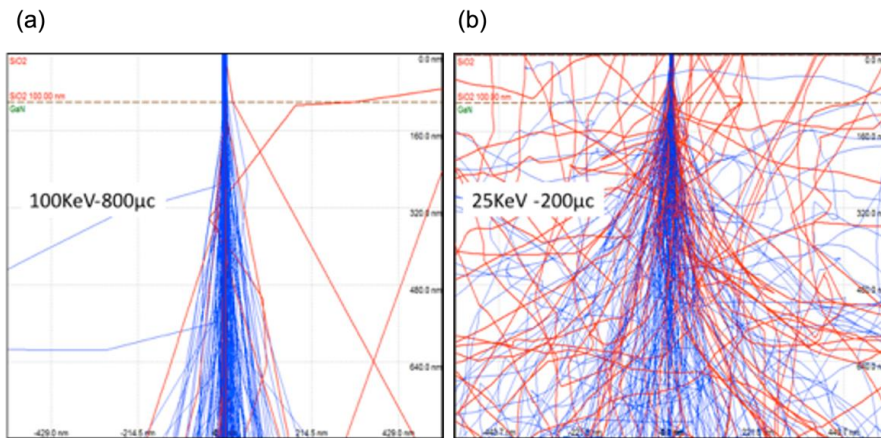 (a)
(b)
SiO2
0.0 nm
SiO2 100.00 nm
GaN
160.0 nm
100KeV-800μc
320.0 nm
480.0 nm
640.0 nm
-429.0 nm
-214.5 nm
214.5 nm
429.0 nm
SiO2
0.0 nm
SiO2 100.00 nm
GaN
160.0 nm
25KeV -200μc
320.0 nm